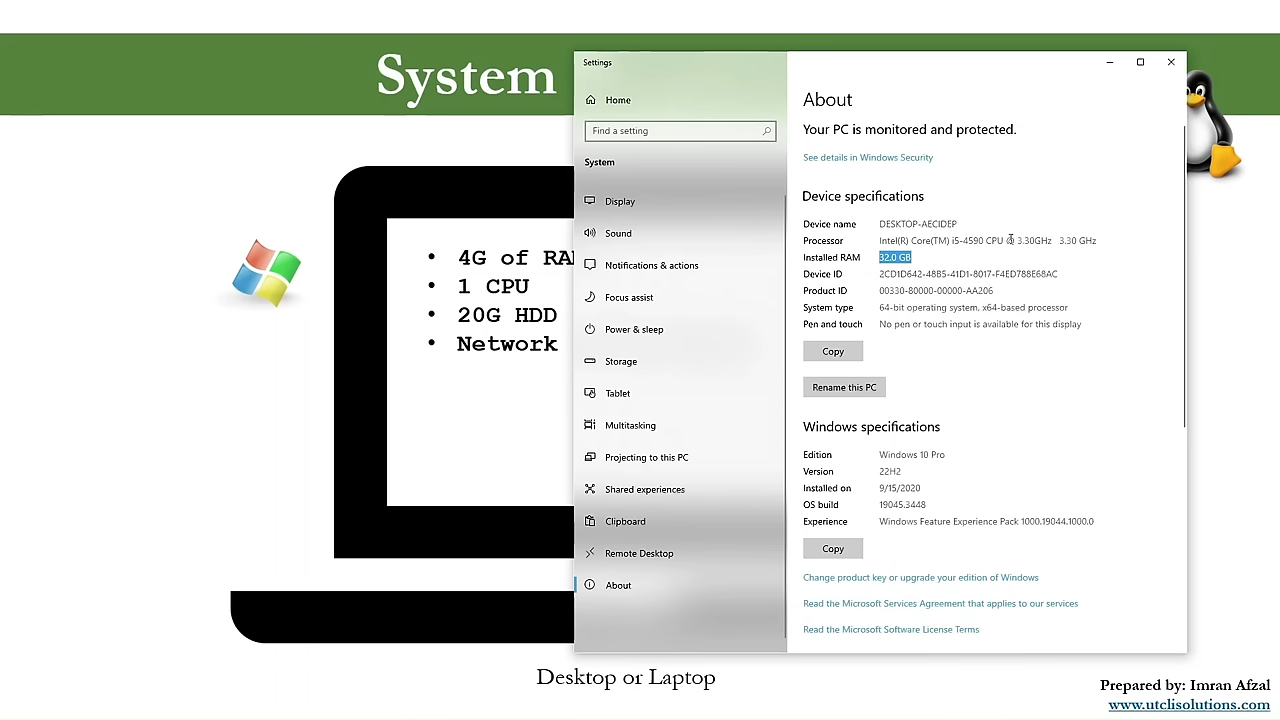 System
4G of RA
1 CPU
20G HDD
Network
Desktop or Laptop
Prepared by: Imran Afzal
www.utclisolutions.com
Settings
Home
Find a setting
System
Display
Sound
Notifications & actions
Focus assist
Power & sleep
Storage
Tablet
Multitasking
Projecting to this PC
Shared experiences
Clipboard
Remote Desktop
About
About
Your PC is monitored and protected.
See details in Windows Security
Device specifications
Device name DESKTOP-AECIDEP
Processor Intel(R) Core(TM) i5-4590 CPU @ 3.30GHz 3.30 GHz
Installed RAM 32.0 GB
Device ID 2CD1D642-48B5-41D1-8017-F4ED788E68AC
Product ID 00330-80000-00000-AA206
System type 64-bit operating system, x64-based processor
Pen and touch No pen or touch input is available for this display
Copy
Rename this PC
Windows specifications
Edition Windows 10 Pro
Version 22H2
Installed on 9/15/2020
OS build 19045.3448
Experience Windows Feature Experience Pack 1000.19044.1000.0
Copy
Change product key or upgrade your edition of Windows
Read the Microsoft Services Agreement that applies to our services
Read the Microsoft Software License Terms